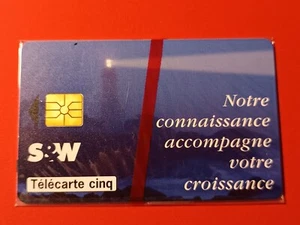 S&W
Télécarte cinq
Notre
connaissance
accompagne
votre
croissance